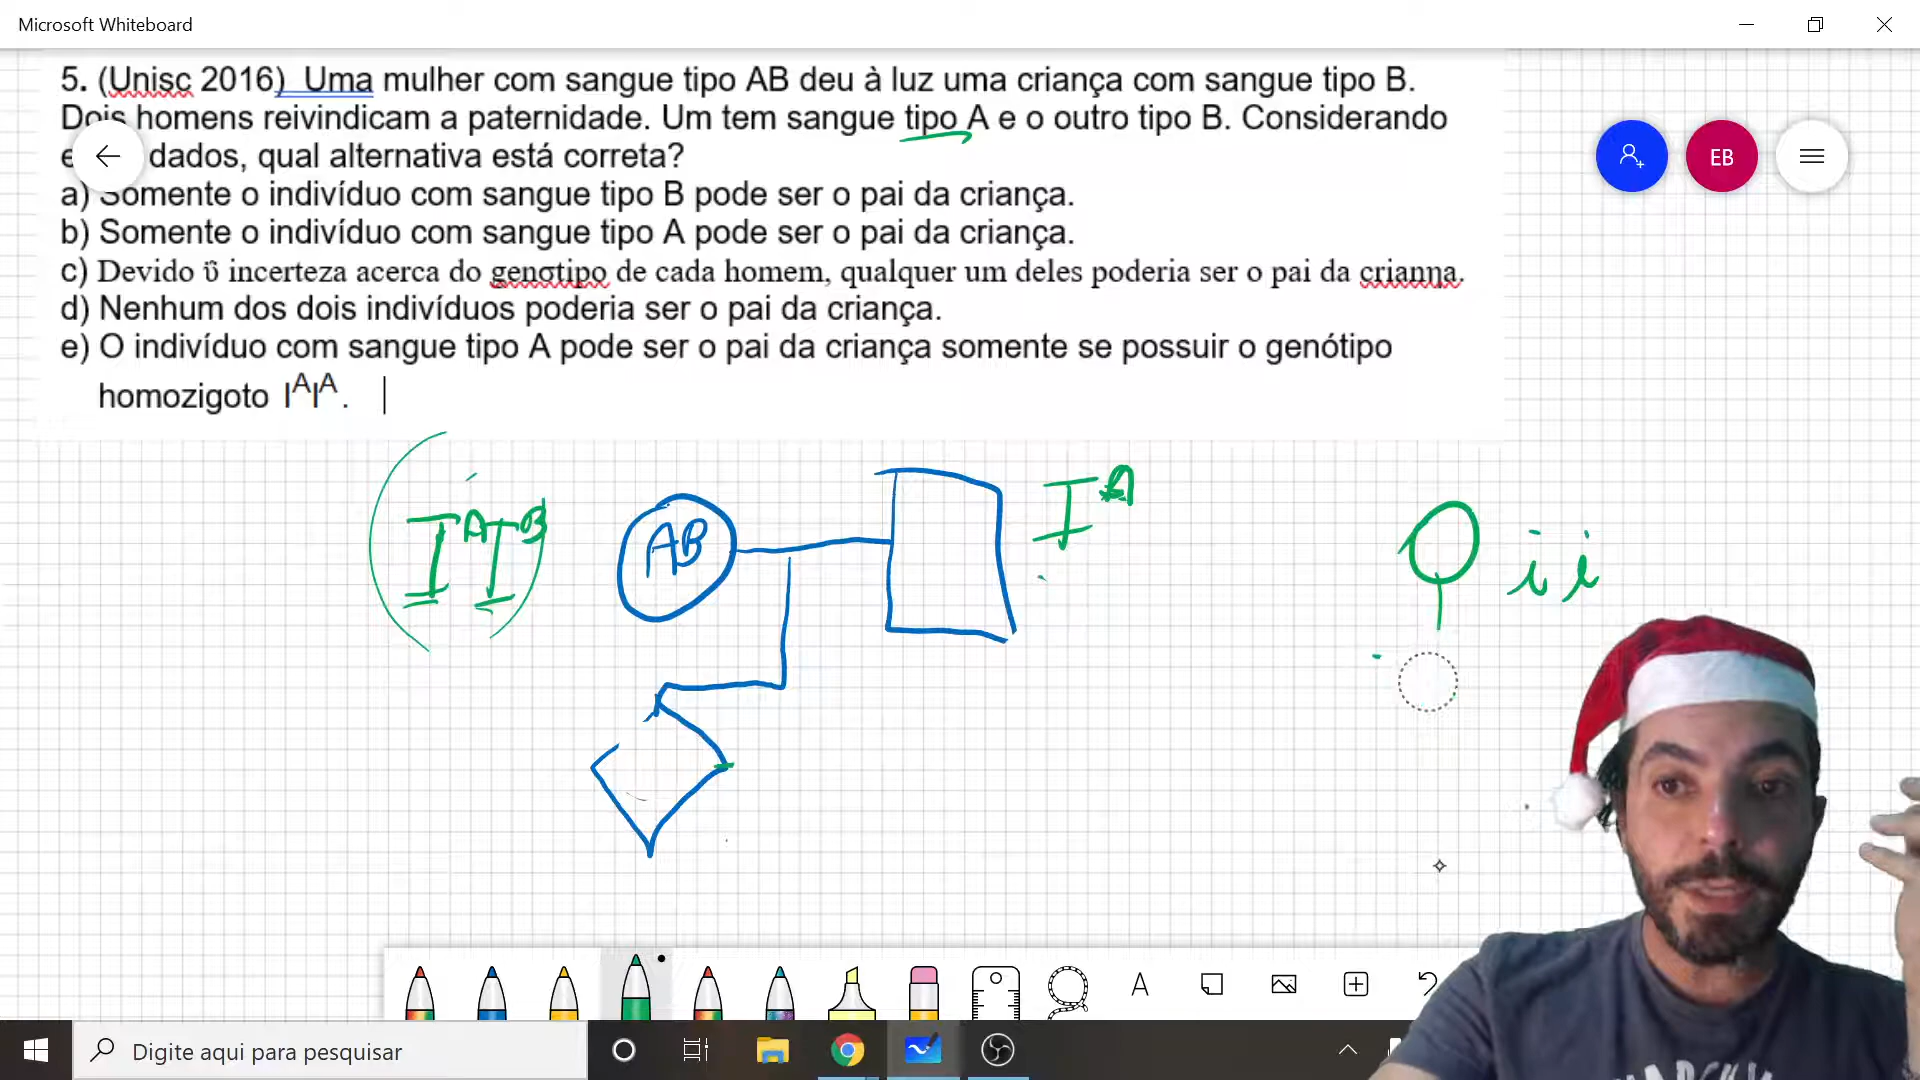 Microsoft Whiteboard
5. (Unisc 2016) Uma mulher com sangue tipo AB deu à luz uma criança com sangue tipo B.
Dois homens reivindicam a paternidade. Um tem sangue tipo A e o outro tipo B. Considerando
dados, qual alternativa está correta?
a) Somente o indivíduo com sangue tipo B pode ser o pai da criança.
b) Somente o indivíduo com sangue tipo A pode ser o pai da criança.
c) Devido ΰ incerteza acerca do genσtipo de cada homem, qualquer um deles poderia ser o pai da crianηa.
d) Nenhum dos dois indivíduos poderia ser o pai da criança.
e) O indivíduo com sangue tipo A pode ser o pai da criança somente se possuir o genótipo
homozigoto IᴬIᴬ.
EB
IᴬIᴮ
AB
Iᴬ
i i
A
Digite aqui para pesquisar